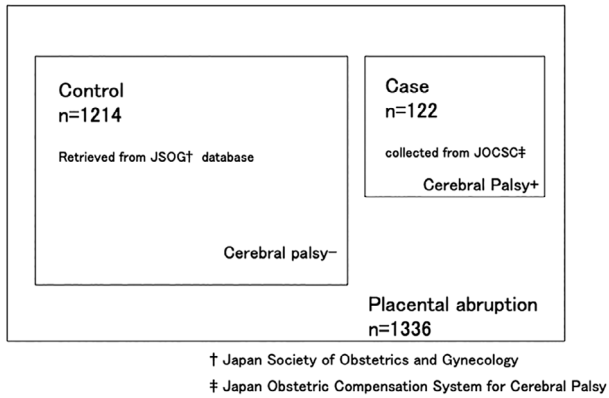 Control
n=1214
Retrieved from JSOG† database
Cerebral palsy−
Case
n=122
collected from JOCSC‡
Cerebral Palsy+
Placental abruption
n=1336
† Japan Society of Obstetrics and Gynecology
‡ Japan Obstetric Compensation System for Cerebral Palsy